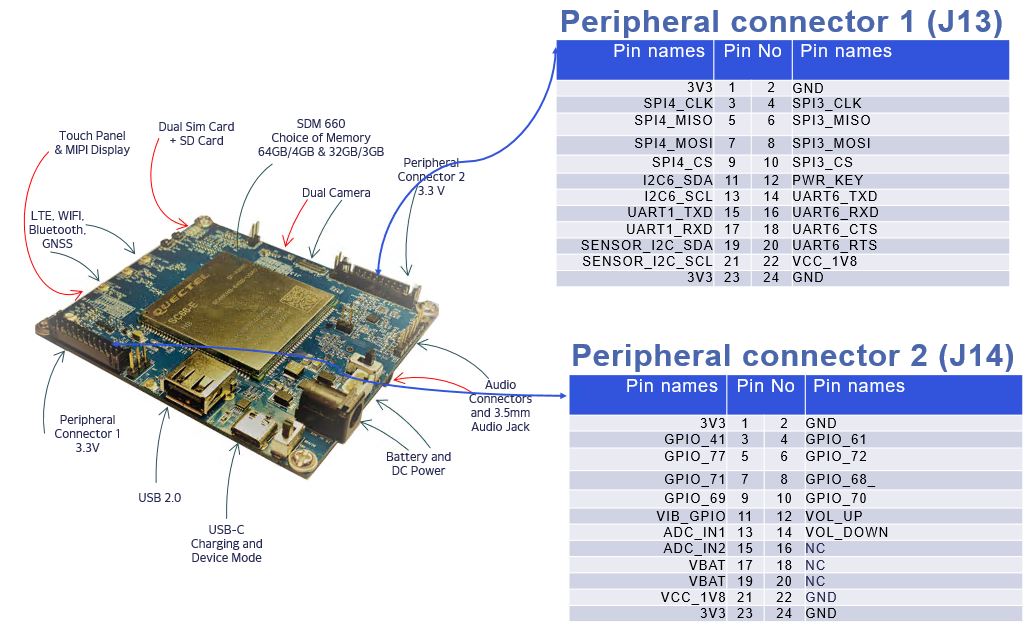 Peripheral connector 1 (J13)
Pin names Pin No Pin names
3V3 1 2 GND
SPI4_CLK 3 4 SPI3_CLK
SPI4_MISO 5 6 SPI3_MISO
SPI4_MOSI 7 8 SPI3_MOSI
SPI4_CS 9 10 SPI3_CS
I2C6_SDA 11 12 PWR_KEY
I2C6_SCL 13 14 UART6_TXD
UART1_TXD 15 16 UART6_RXD
UART1_RXD 17 18 UART6_CTS
SENSOR_I2C_SDA 19 20 UART6_RTS
SENSOR_I2C_SCL 21 22 VCC_1V8
3V3 23 24 GND
Touch Panel
& MIPI Display
Dual Sim Card
+ SD Card
SDM 660
Choice of Memory
64GB/4GB & 32GB/3GB
Peripheral
Connector 2
3.3 V
Dual Camera
LTE, WIFI,
Bluetooth,
GNSS
QUECTEL
SC66-E
Peripheral
Connector 1
3.3V
USB 2.0
USB-C
Charging and
Device Mode
Battery and
DC Power
Audio
Connectors
and 3.5mm
Audio Jack
Peripheral connector 2 (J14)
Pin names Pin No Pin names
3V3 1 2 GND
GPIO_41 3 4 GPIO_61
GPIO_77 5 6 GPIO_72
GPIO_71 7 8 GPIO_68_
GPIO_69 9 10 GPIO_70
VIB_GPIO 11 12 VOL_UP
ADC_IN1 13 14 VOL_DOWN
ADC_IN2 15 16 NC
VBAT 17 18 NC
VBAT 19 20 NC
VCC_1V8 21 22 GND
3V3 23 24 GND